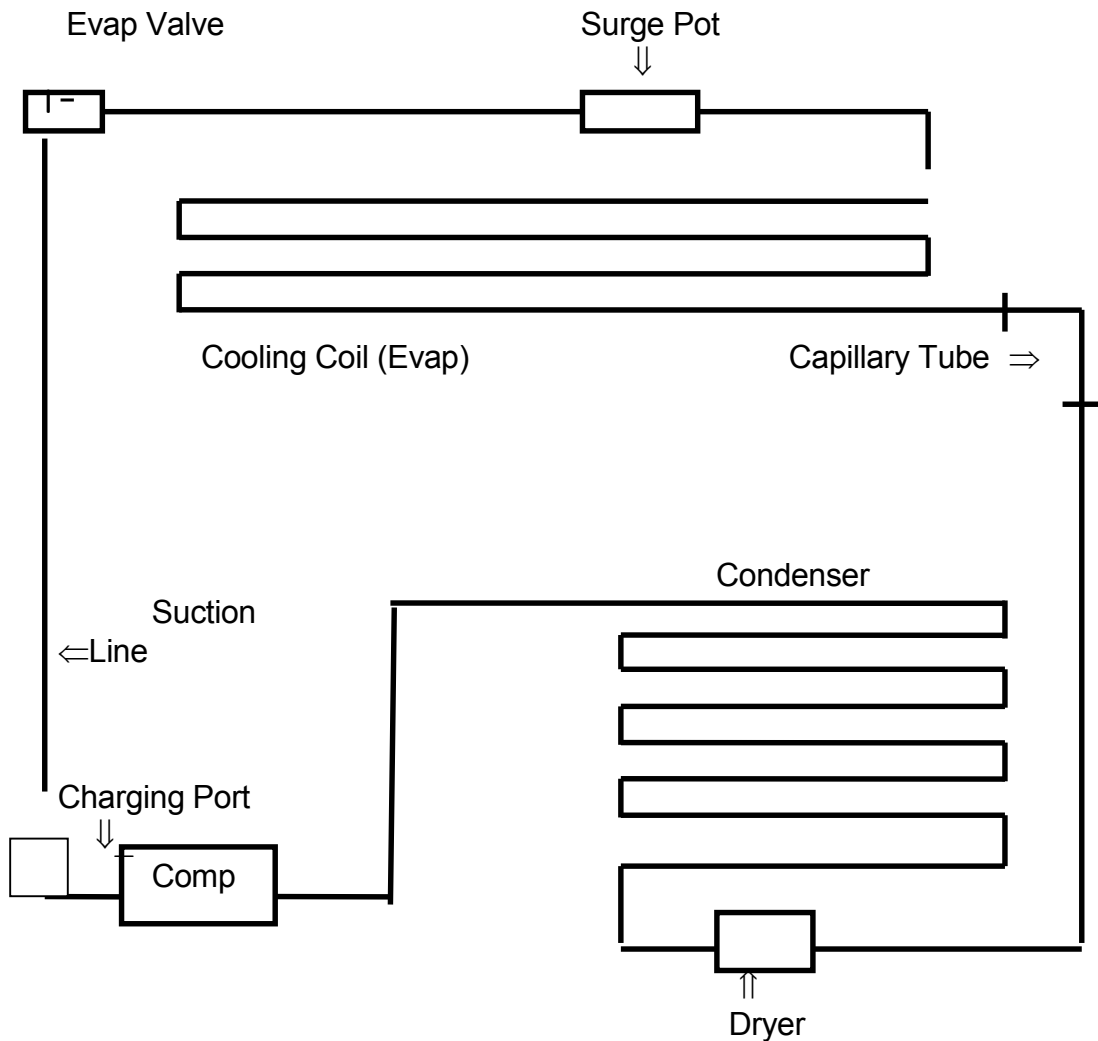 Evap Valve
Surge Pot
⇓
Cooling Coil (Evap)
Capillary Tube ⇒
Condenser
Suction
⇐Line
Charging Port
⇓
Comp
⇑
Dryer